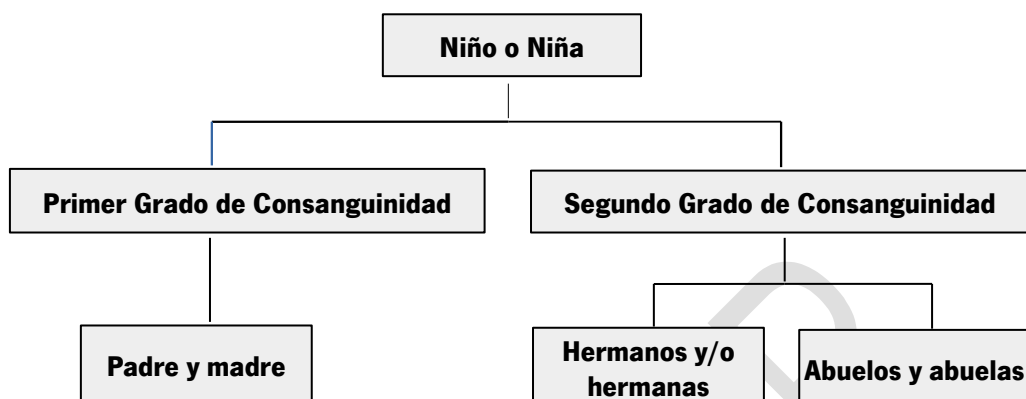 Niño o Niña
Primer Grado de Consanguinidad
Segundo Grado de Consanguinidad
Padre y madre
Hermanos y/o
hermanas
Abuelos y abuelas